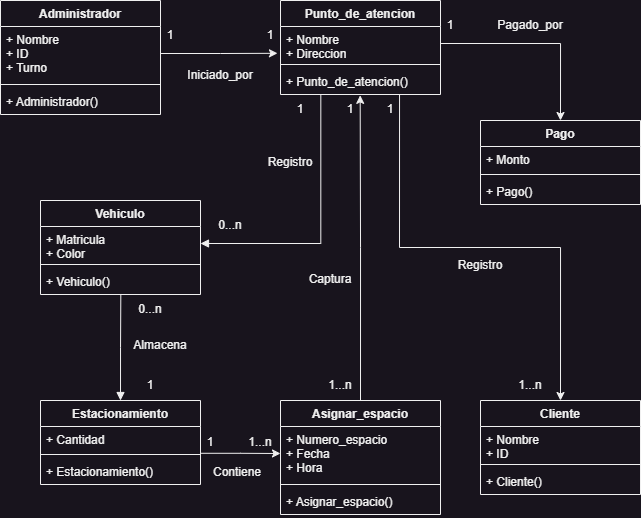 Administrador
+ Nombre
+ ID
+ Turno
+ Administrador()
1
1
Iniciado_por
Punto_de_atencion
+ Nombre
+ Direccion
+ Punto_de_atencion()
1
Pagado_por
Pago
+ Monto
+ Pago()
1
1
1
Registro
0...n
Vehiculo
+ Matricula
+ Color
+ Vehiculo()
Captura
Registro
0...n
Almacena
1
1...n
1...n
Estacionamiento
+ Cantidad
+ Estacionamiento()
1
1...n
Contiene
Asignar_espacio
+ Numero_espacio
+ Fecha
+ Hora
+ Asignar_espacio()
Cliente
+ Nombre
+ ID
+ Cliente()